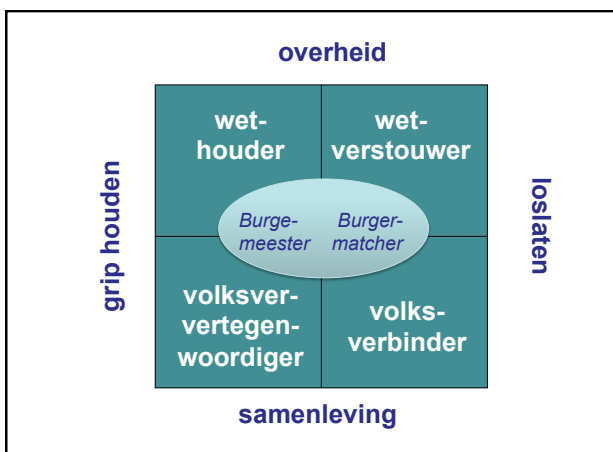 overheid
wet-
houder
wet-
verstouwer
grip houden
loslaten
Burge-
meester
Burger-
matcher
volksver-
vertegen-
woordiger
volks-
verbinder
samenleving